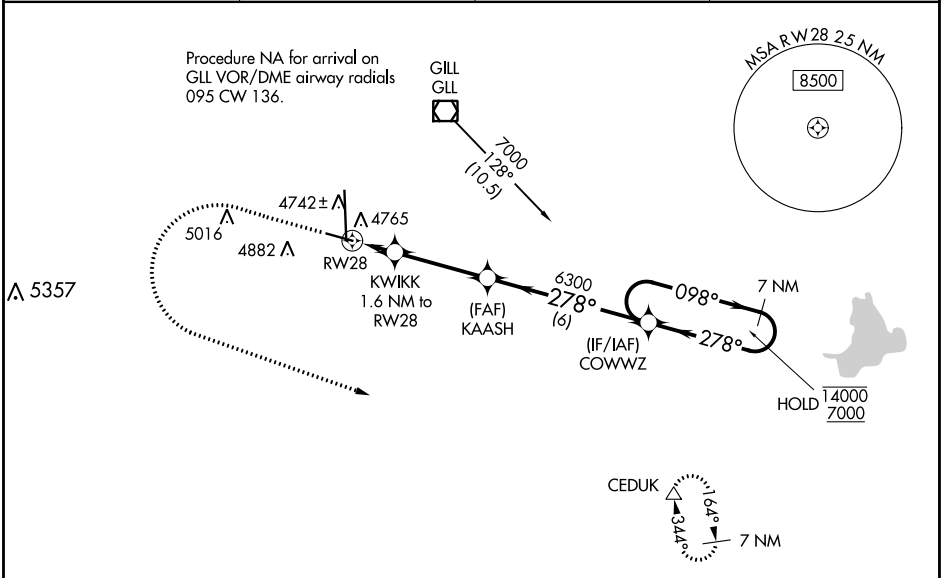 Procedure NA for arrival on
GLL VOR/DME airway radials
095 CW 136.
GILL
GLL
MSA RW28 25 NM
8500
7000
128°
(10.5)
4742±
4765
5016
4882
RW28
5357
KWIKK
1.6 NM to
RW28
(FAF)
KAASH
6300
278°
(6)
(IF/IAF)
COWWZ
098°
7 NM
278°
HOLD
14000
7000
CEDUK
164°
344°
7 NM